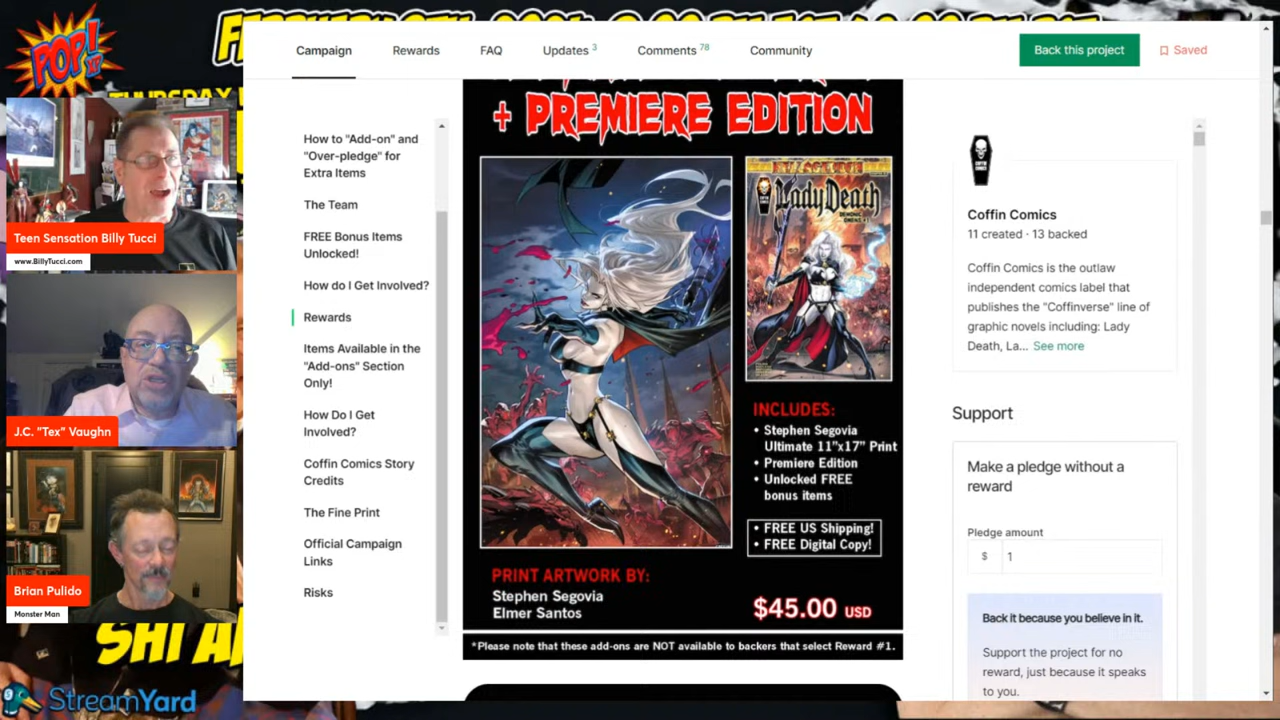 POP!
XP
THURSDAY
Teen Sensation Billy Tucci
www.BillyTucci.com
J.C. "Tex" Vaughn
Brian Pulido
Monster Man
SHI A
StreamYard
Campaign
Rewards
FAQ
Updates 3
Comments 78
Community
Back this project
Saved
How to "Add-on" and
"Over-pledge" for
Extra Items
The Team
FREE Bonus Items
Unlocked!
How do I Get Involved?
Rewards
Items Available in the
"Add-ons" Section
Only!
How Do I Get
Involved?
Coffin Comics Story
Credits
The Fine Print
Official Campaign
Links
Risks
+ PREMIERE EDITION
Lady Death
INCLUDES:
• Stephen Segovia
Ultimate 11"x17" Print
• Premiere Edition
• Unlocked FREE
bonus items
• FREE US Shipping!
• FREE Digital Copy!
PRINT ARTWORK BY:
Stephen Segovia
Elmer Santos
$45.00 USD
*Please note that these add-ons are NOT available to backers that select Reward #1.
Coffin Comics
11 created · 13 backed
Coffin Comics is the outlaw
independent comics label that
publishes the "Coffinverse" line of
graphic novels including: Lady
Death, La... See more
Support
Make a pledge without a
reward
Pledge amount
$ 1
Back it because you believe in it.
Support the project for no
reward, just because it speaks
to you.